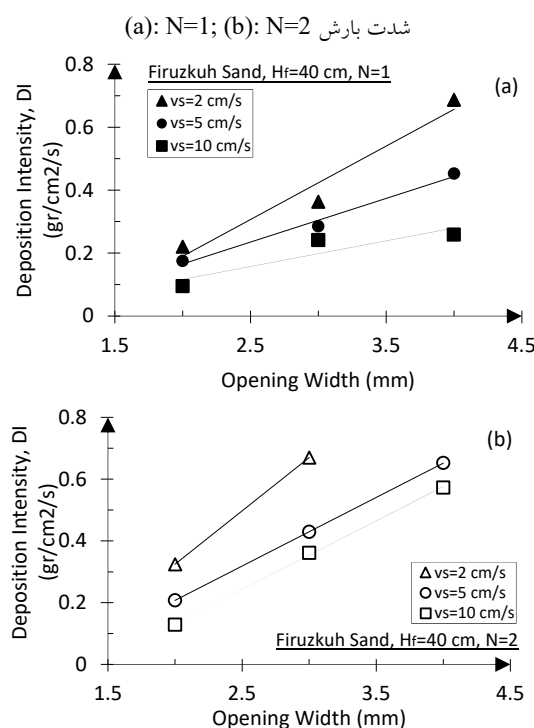 شدت بارش (a): N=1; (b): N=2
Firuzkuh Sand, Hf=40 cm, N=1
(a)
vs=2 cm/s
vs=5 cm/s
vs=10 cm/s
Deposition Intensity, DI
(gr/cm2/s)
0.8
0.6
0.4
0.2
0
1.5 2.5 3.5 4.5
Opening Width (mm)
(b)
Deposition Intensity, DI
(gr/cm2/s)
0.8
0.6
0.4
0.2
0
vs=2 cm/s
vs=5 cm/s
vs=10 cm/s
Firuzkuh Sand, Hf=40 cm, N=2
1.5 2.5 3.5 4.5
Opening Width (mm)